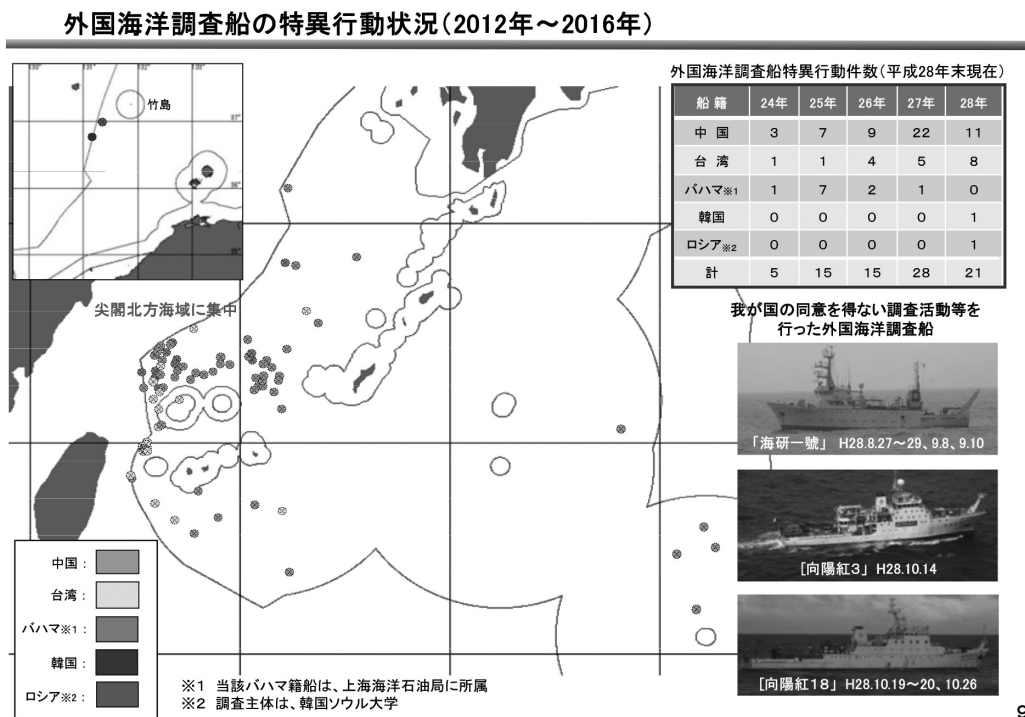 外国海洋調査船の特異行動状況(2012年～2016年)
130° 131° 132° 133°
竹島
37°
36°
35°
尖閣北方海域に集中
外国海洋調査船特異行動件数(平成28年末現在)
船籍 24年 25年 26年 27年 28年
中国 3 7 9 22 11
台湾 1 1 4 5 8
バハマ※1 1 7 2 1 0
韓国 0 0 0 0 1
ロシア※2 0 0 0 0 1
計 5 15 15 28 21
我が国の同意を得ない調査活動等を
行った外国海洋調査船
「海研一號」 H28.8.27～29、9.8、9.10
[向陽紅3」 H28.10.14
[向陽紅18」 H28.10.19～20、10.26
中国：
台湾：
バハマ※1：
韓国：
ロシア※2：
※1 当該バハマ籍船は、上海海洋石油局に所属
※2 調査主体は、韓国ソウル大学
9